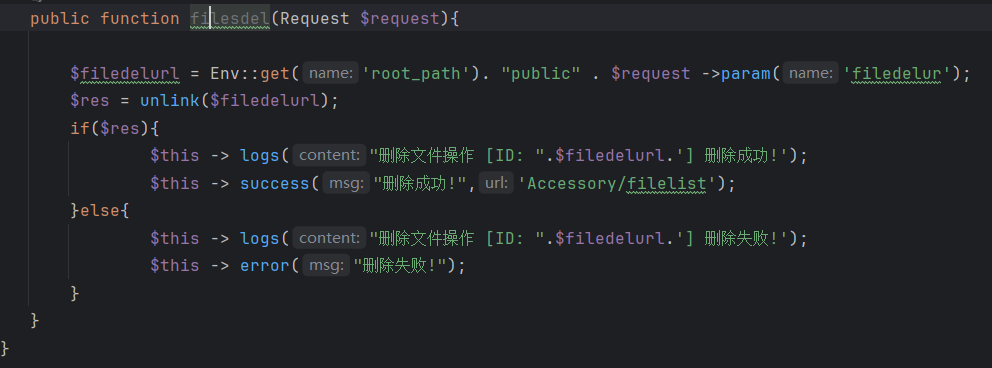 public function filesdel(Request $request){
$filedelurl = Env::get( name: 'root_path'). "public" . $request ->param( name: 'filedelur');
$res = unlink($filedelurl);
if($res){
$this -> logs( content: "删除文件操作 [ID: ".$filedelurl.'] 删除成功!');
$this -> success( msg: "删除成功!", url: 'Accessory/filelist');
}else{
$this -> logs( content: "删除文件操作 [ID: ".$filedelurl.'] 删除失败!');
$this -> error( msg: "删除失败!");
}
}
}